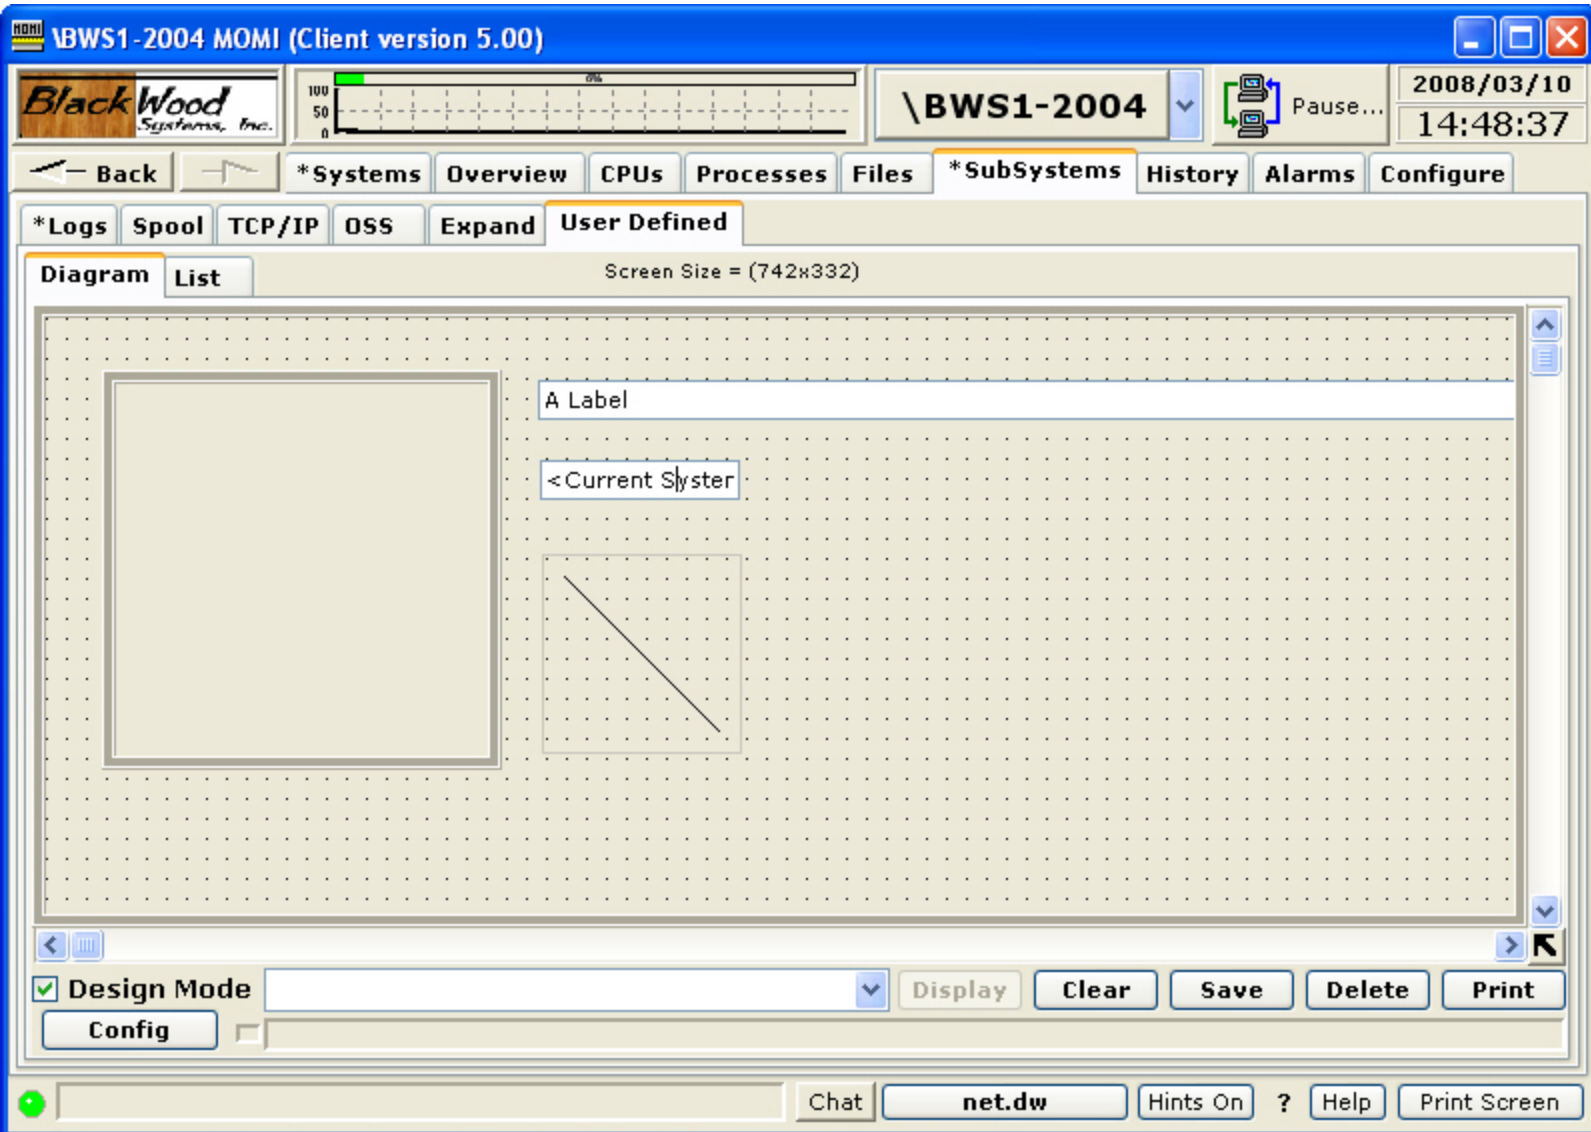 MOMI \BWS1-2004 MOMI (Client version 5.00)
BlackWood Systems, Inc.
0%
100
50
0
\BWS1-2004
Pause...
2008/03/10
14:48:37
Back *Systems Overview CPUs Processes Files *SubSystems History Alarms Configure
*Logs Spool TCP/IP OSS Expand User Defined
Diagram List Screen Size = (742x332)
A Label
<Current Syster
Design Mode Display Clear Save Delete Print
Config
Chat net.dw Hints On ? Help Print Screen